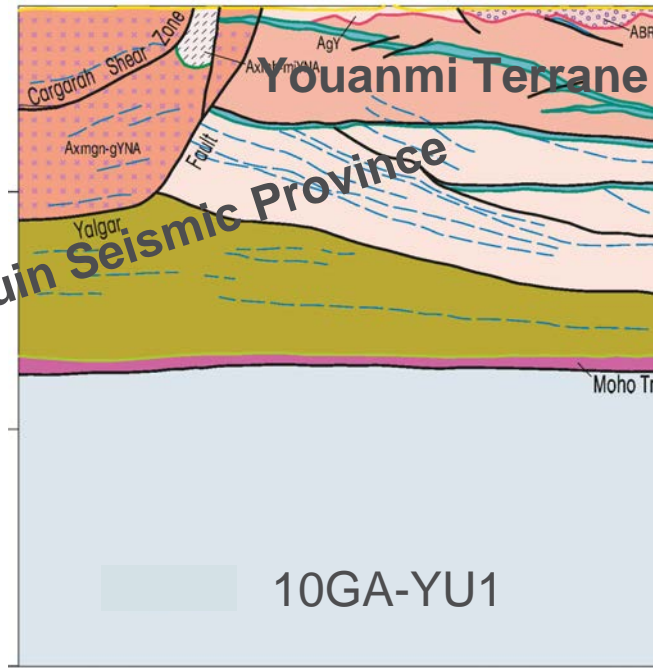 Cargarah Shear Zone
AgY
ABR
Youanmi Terrane
Axmgn-gYNA
Fault
Yalgar
uin Seismic Province
Moho Tr
10GA-YU1